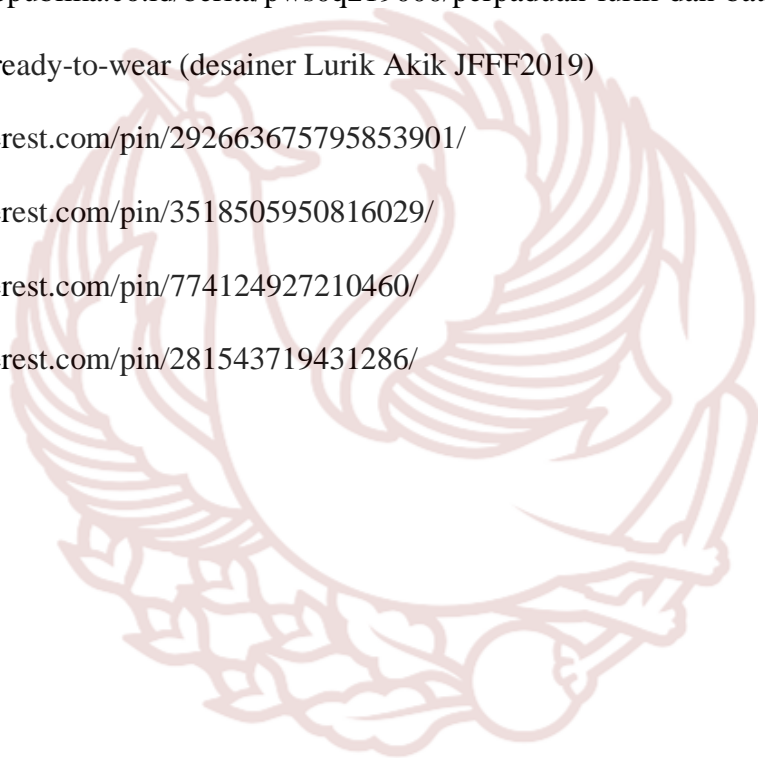 ready-to-wear (desainer Lurik Akik JFFF2019)
rest.com/pin/292663675795853901/
rest.com/pin/3518505950816029/
rest.com/pin/774124927210460/
rest.com/pin/281543719431286/